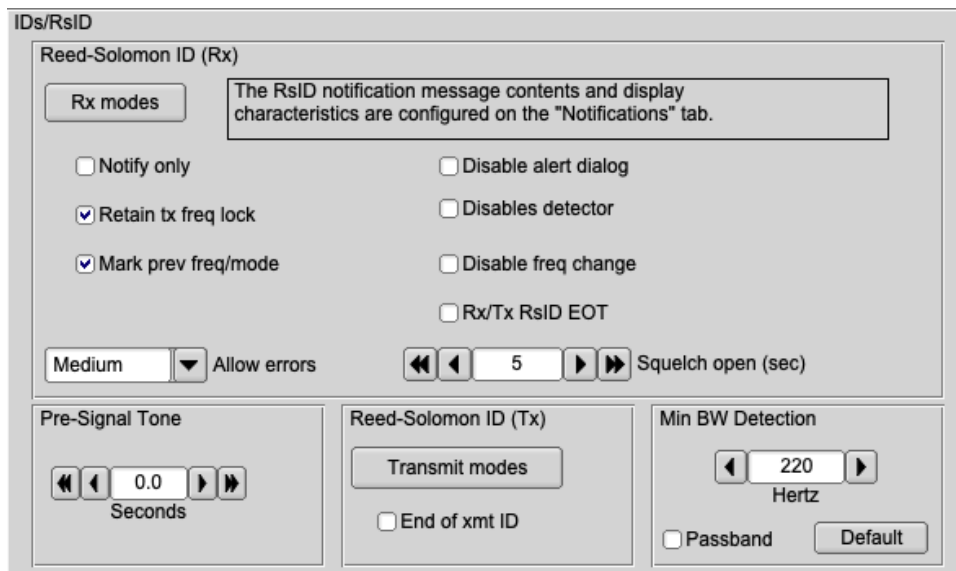 IDs/RsID
Reed-Solomon ID (Rx)
Rx modes
The RsID notification message contents and display
characteristics are configured on the "Notifications" tab.
Notify only
Disable alert dialog
Retain tx freq lock
Disables detector
Mark prev freq/mode
Disable freq change
Rx/Tx RsID EOT
Medium
Allow errors
5
Squelch open (sec)
Pre-Signal Tone
0.0
Seconds
Reed-Solomon ID (Tx)
Transmit modes
End of xmt ID
Min BW Detection
220
Hertz
Passband
Default